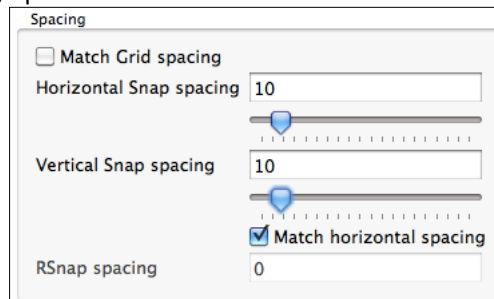 Spacing
Match Grid spacing
Horizontal Snap spacing 10
Vertical Snap spacing 10
Match horizontal spacing
RSnap spacing 0